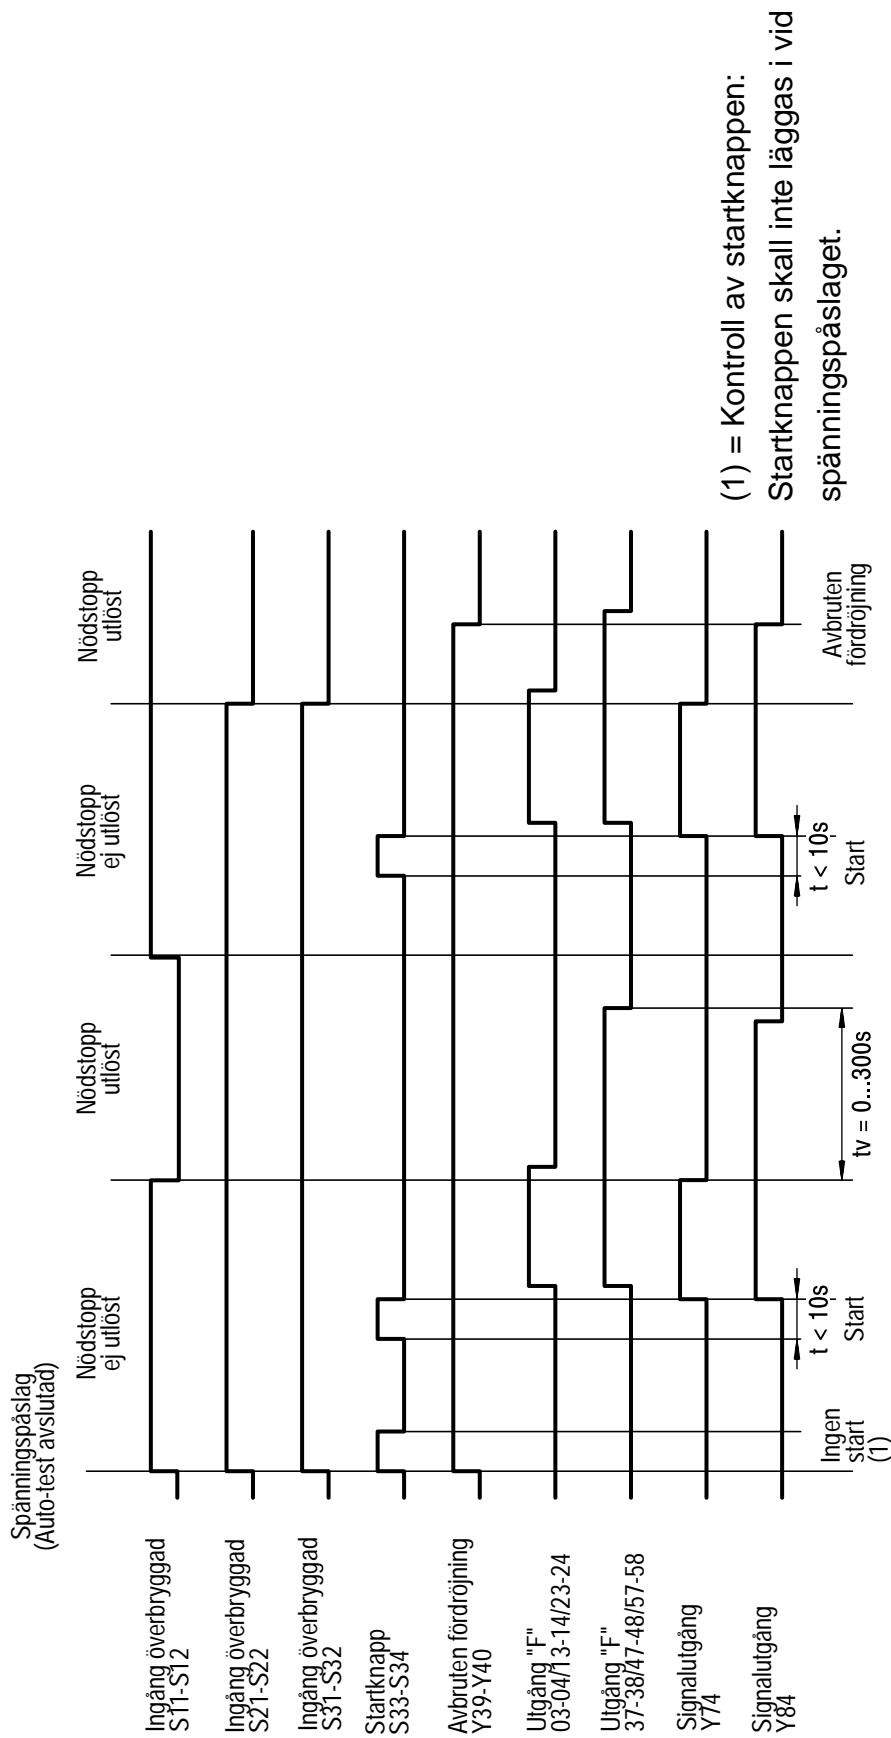 Spänningspåslag
(Auto-test avslutad)
Nödstopp
ej utlöst
Nödstopp
utlöst
Nödstopp
ej utlöst
Nödstopp
utlöst
Ingång överbryggad
S11-S12
Ingång överbryggad
S21-S22
Ingång överbryggad
S31-S32
Startknapp
S33-S34
Avbruten fördröjning
Y39-Y40
Utgång "F"
03-04/13-14/23-24
Utgång "F"
37-38/47-48/57-58
Signalutgång
Y74
Signalutgång
Y84
Ingen
start
(1)
t < 10s
Start
tv = 0...300s
t < 10s
Start
Avbruten
fördröjning
(1) = Kontroll av startknappen:
Startknappen skall inte läggas i vid
spänningspåslaget.